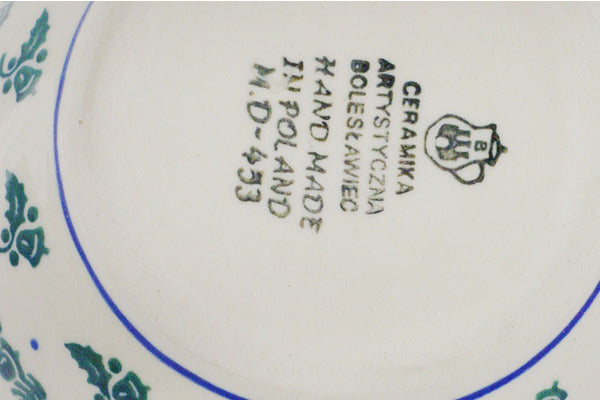 B
CERAMIKA
ARTYSTYCZNA
BOLESŁAWIEC
HAND MADE
IN POLAND
M.D-453